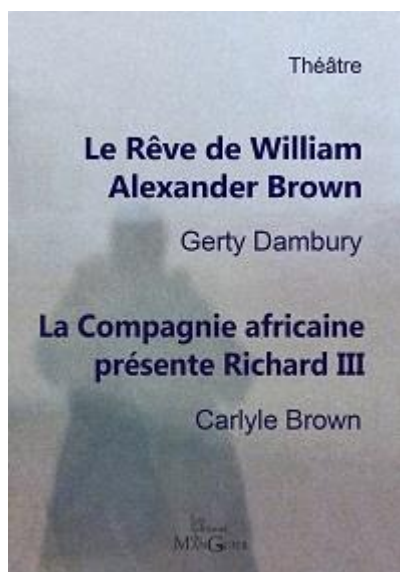 Théâtre
Le Rêve de William
Alexander Brown
Gerty Dambury
La Compagnie africaine
présente Richard III
Carlyle Brown